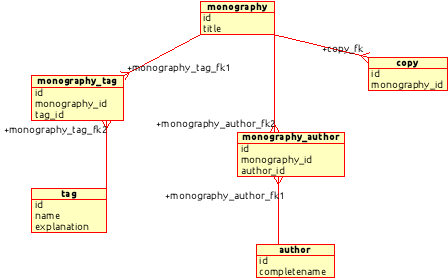 monography
id
title
+copy_fk
copy
id
monography_id
+monography_tag_fk1
monography_tag
id
monography_id
tag_id
+monography_tag_fk2
+monography_author_fk2
monography_author
id
monography_id
author_id
+monography_author_fk1
tag
id
name
explanation
author
id
completename